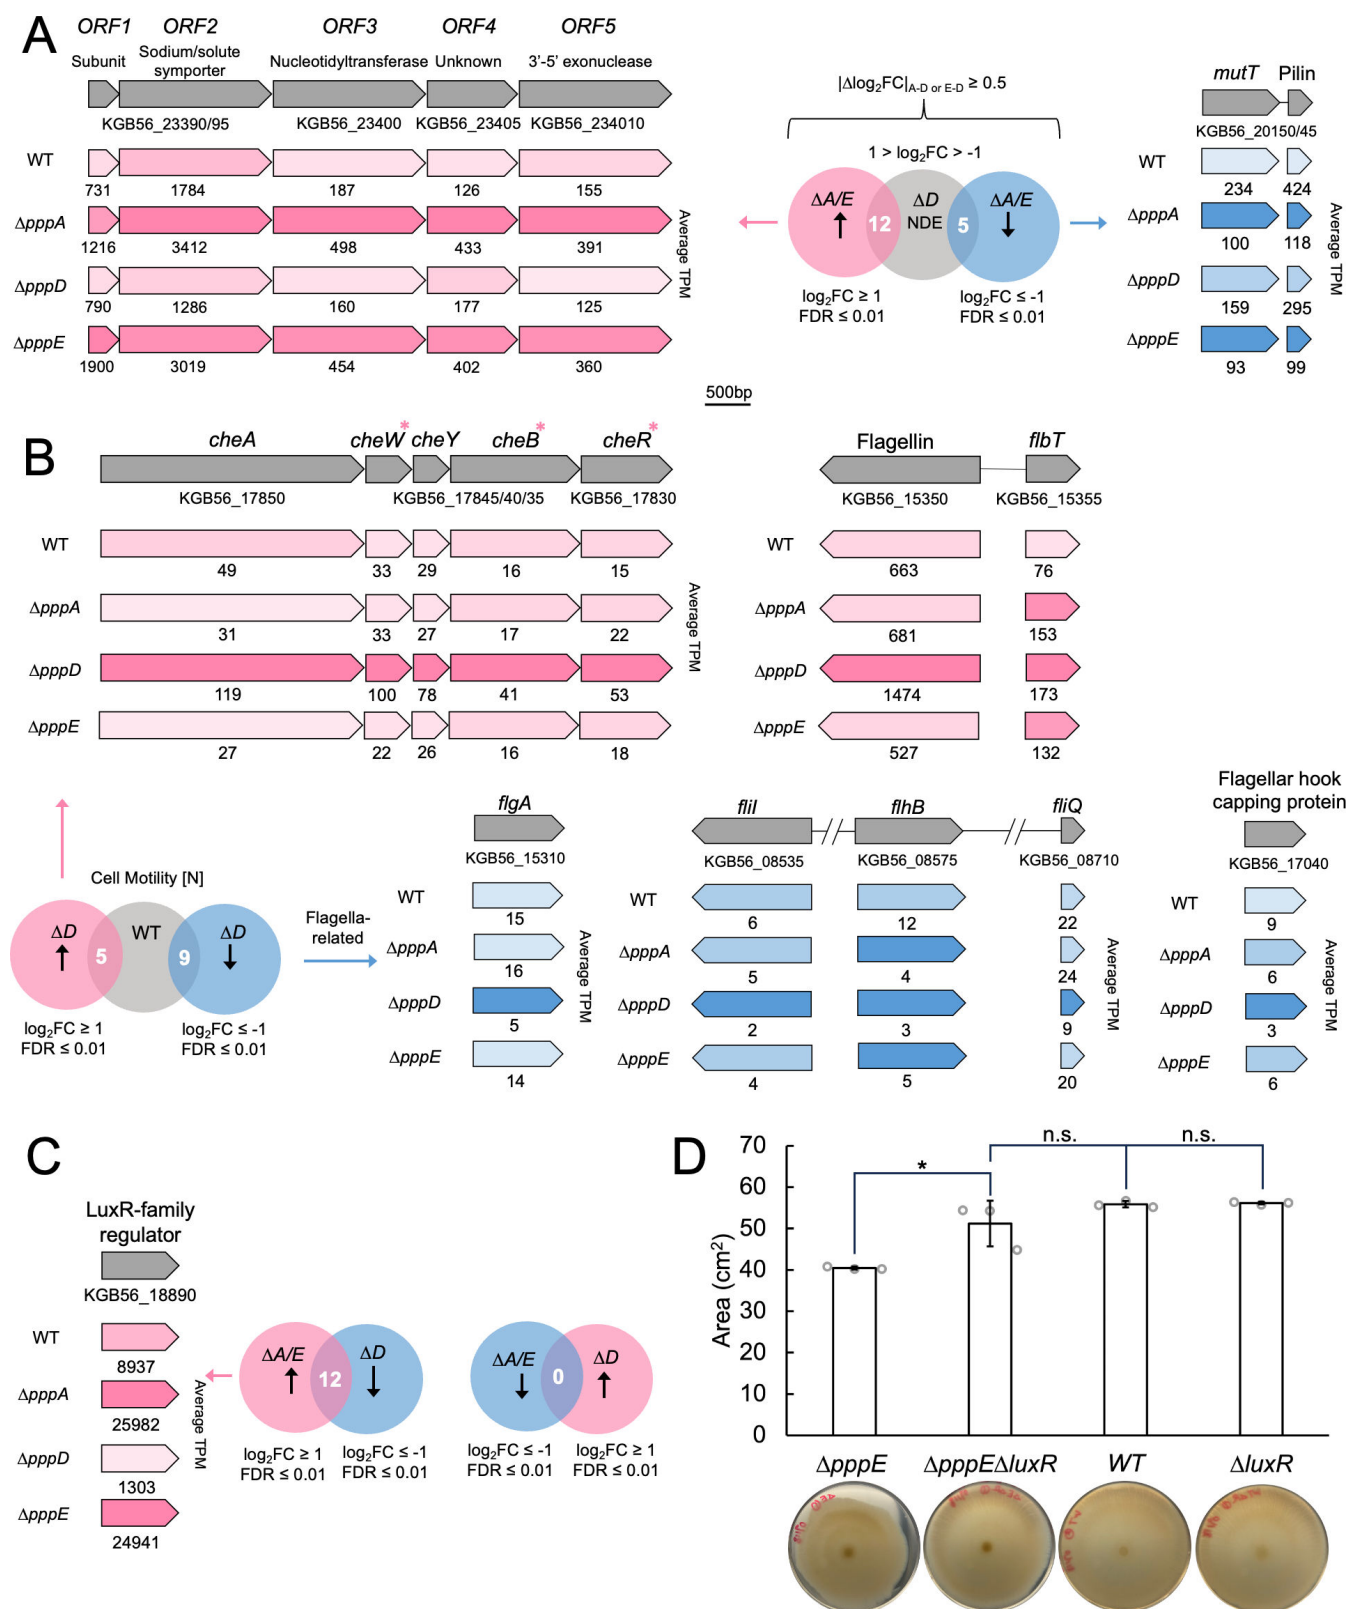 A
ORF1 ORF2 ORF3 ORF4 ORF5
Subunit Sodium/solute symporter Nucleotidyltransferase Unknown 3'-5' exonuclease
KGB56_23390/95 KGB56_23400 KGB56_23405 KGB56_234010
WT
731 1784 187 126 155
ΔpppA
1216 3412 498 433 391
ΔpppD
790 1286 160 177 125
ΔpppE
1900 3019 454 402 360
Average TPM
|Δlog₂FC|A-D or E-D ≥ 0.5
1 > log₂FC > -1
ΔA/E ↑ 12 ΔD NDE 5 ΔA/E ↓
log₂FC ≥ 1 log₂FC ≤ -1
FDR ≤ 0.01 FDR ≤ 0.01
mutT Pilin
KGB56_20150/45
WT
234 424
ΔpppA
100 118
ΔpppD
159 295
ΔpppE
93 99
Average TPM
500bp
B
cheA cheW* cheY cheB* cheR*
KGB56_17850 KGB56_17845/40/35 KGB56_17830
WT
49 33 29 16 15
ΔpppA
31 33 27 17 22
ΔpppD
119 100 78 41 53
ΔpppE
27 22 26 16 18
Average TPM
Flagellin flbT
KGB56_15350 KGB56_15355
WT
663 76
ΔpppA
681 153
ΔpppD
1474 173
ΔpppE
527 132
Cell Motility [N]
ΔD ↑ 5 WT 9 ΔD ↓
log₂FC ≥ 1 log₂FC ≤ -1
FDR ≤ 0.01 FDR ≤ 0.01
Flagella-
related
flgA
KGB56_15310
WT
15
ΔpppA
16
ΔpppD
5
ΔpppE
14
Average TPM
fliI flhB fliQ
KGB56_08535 KGB56_08575 KGB56_08710
WT
6 12 22
ΔpppA
5 4 24
ΔpppD
2 3 9
ΔpppE
4 5 20
Average TPM
Flagellar hook
capping protein
KGB56_17040
WT
9
ΔpppA
6
ΔpppD
3
ΔpppE
6
Average TPM
C
LuxR-family
regulator
KGB56_18890
WT
8937
ΔpppA
25982
ΔpppD
1303
ΔpppE
24941
Average TPM
ΔA/E ↑ 12 ΔD ↓
log₂FC ≥ 1 log₂FC ≤ -1
FDR ≤ 0.01 FDR ≤ 0.01
ΔA/E ↓ 0 ΔD ↑
log₂FC ≤ -1 log₂FC ≥ 1
FDR ≤ 0.01 FDR ≤ 0.01
D
Area (cm²)
70
60
50
40
30
20
10
0
* n.s. n.s.
ΔpppE ΔpppEΔluxR WT ΔluxR